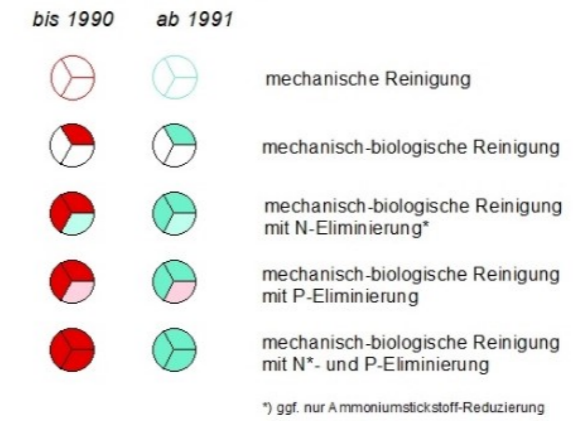 bis 1990 ab 1991
mechanische Reinigung
mechanisch-biologische Reinigung
mechanisch-biologische Reinigung
mit N-Eliminierung*
mechanisch-biologische Reinigung
mit P-Eliminierung
mechanisch-biologische Reinigung
mit N*- und P-Eliminierung
*) ggf. nur Ammoniumstickstoff-Reduzierung